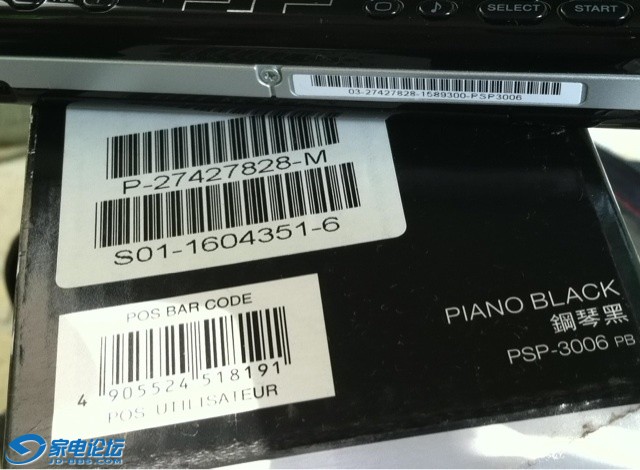 SELECT
START
03-27427828-1589300-PSP3006
P-27427828-M
S01-1604351-6
POS BAR CODE
4 905524 518191
POS UTILISATEUR
PIANO BLACK
鋼琴黑
PSP-3006 PB
家电论坛
JD-BBS.COM